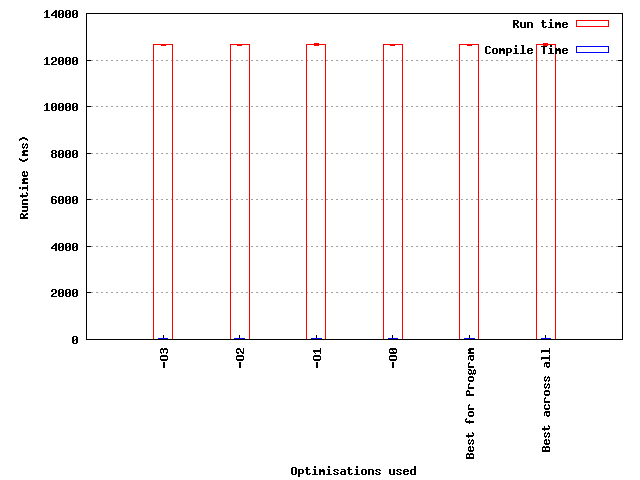 14000
12000
10000
8000
6000
4000
2000
0
Runtime (ms)
Run time
Compile Time
-O3
-O2
-O1
-O0
Best for Program
Best across all
Optimisations used